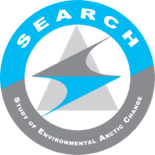 SEARCH
STUDY OF ENVIRONMENTAL ARCTIC CHANGE